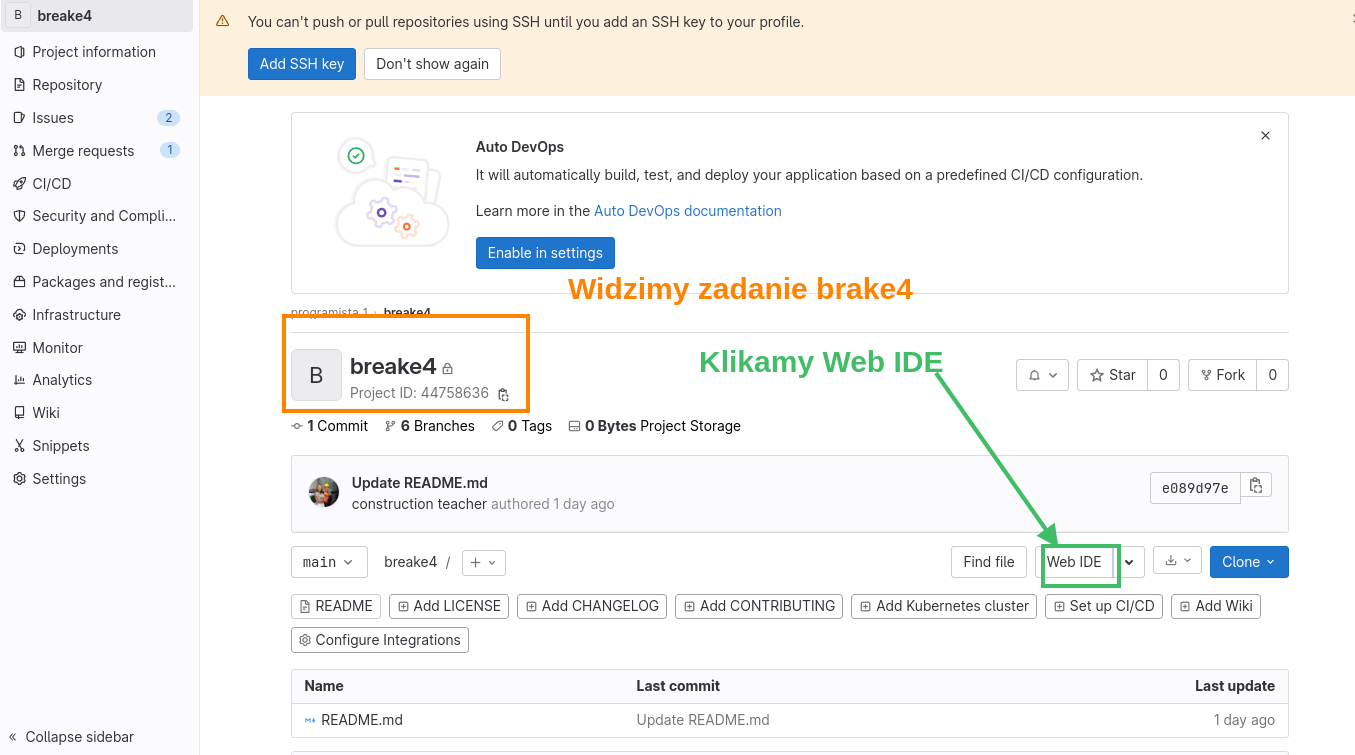 B breake4
Project information
Repository
Issues 2
Merge requests 1
CI/CD
Security and Compli...
Deployments
Packages and regist...
Infrastructure
Monitor
Analytics
Wiki
Snippets
Settings
Collapse sidebar
You can't push or pull repositories using SSH until you add an SSH key to your profile.
Add SSH key Don't show again
Auto DevOps
It will automatically build, test, and deploy your application based on a predefined CI/CD configuration.
Learn more in the Auto DevOps documentation
Enable in settings
Widzimy zadanie brake4
programista 1 › breake4
B breake4
Project ID: 44758636
Klikamy Web IDE
Star 0 Fork 0
1 Commit 6 Branches 0 Tags 0 Bytes Project Storage
Update README.md
construction teacher authored 1 day ago
e089d97e
main breake4 / + Find file Web IDE Clone
README Add LICENSE Add CHANGELOG Add CONTRIBUTING Add Kubernetes cluster Set up CI/CD Add Wiki
Configure Integrations
Name Last commit Last update
README.md Update README.md 1 day ago